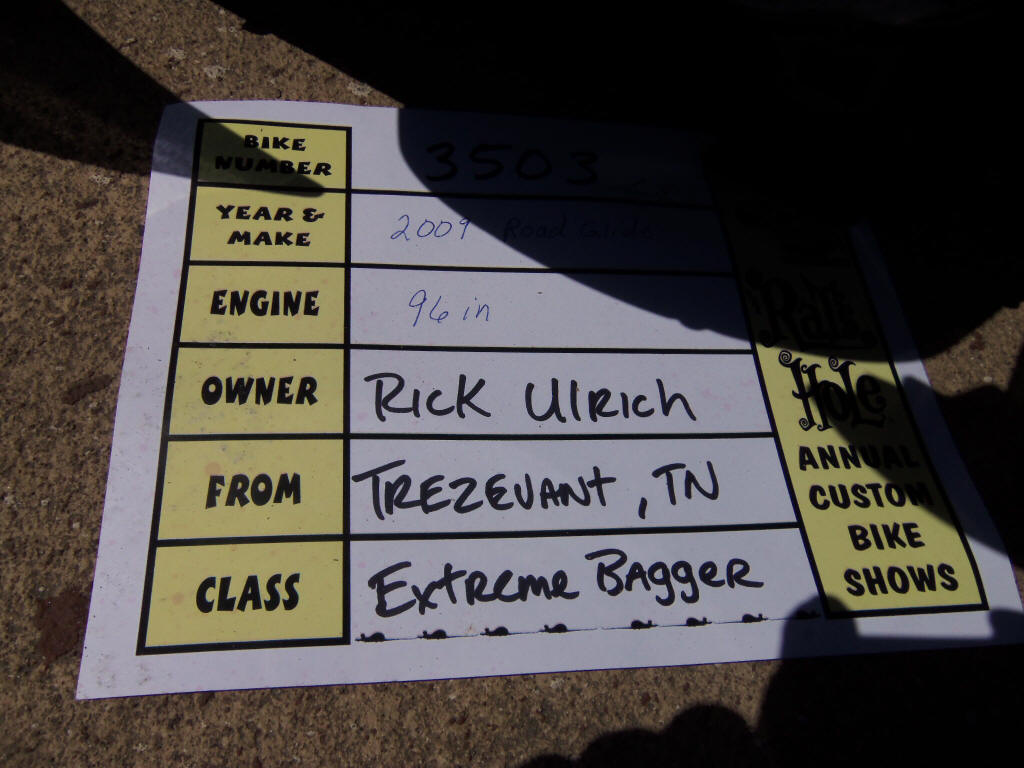 BIKE NUMBER 3503
YEAR & MAKE 2009 Road Glide
ENGINE 96 in
OWNER Rick Ulrich
FROM TREZEVANT, TN
CLASS Extreme Bagger
Rat's
Hole
ANNUAL
CUSTOM
BIKE
SHOWS